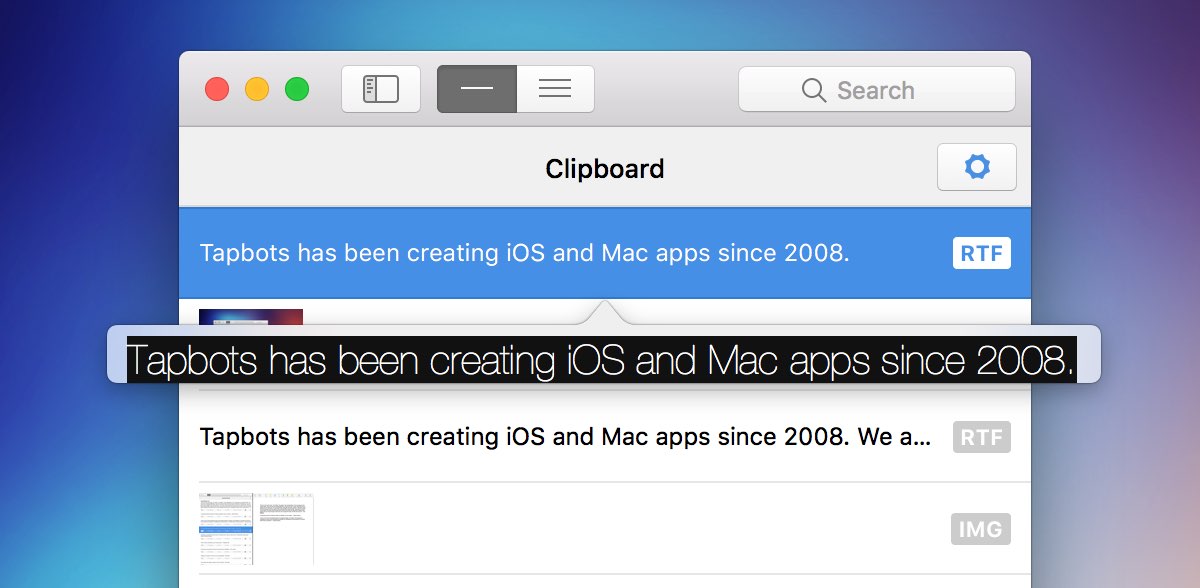 Search
Clipboard
Tapbots has been creating iOS and Mac apps since 2008.
RTF
Tapbots has been creating iOS and Mac apps since 2008.
Tapbots has been creating iOS and Mac apps since 2008. We a...
RTF
IMG